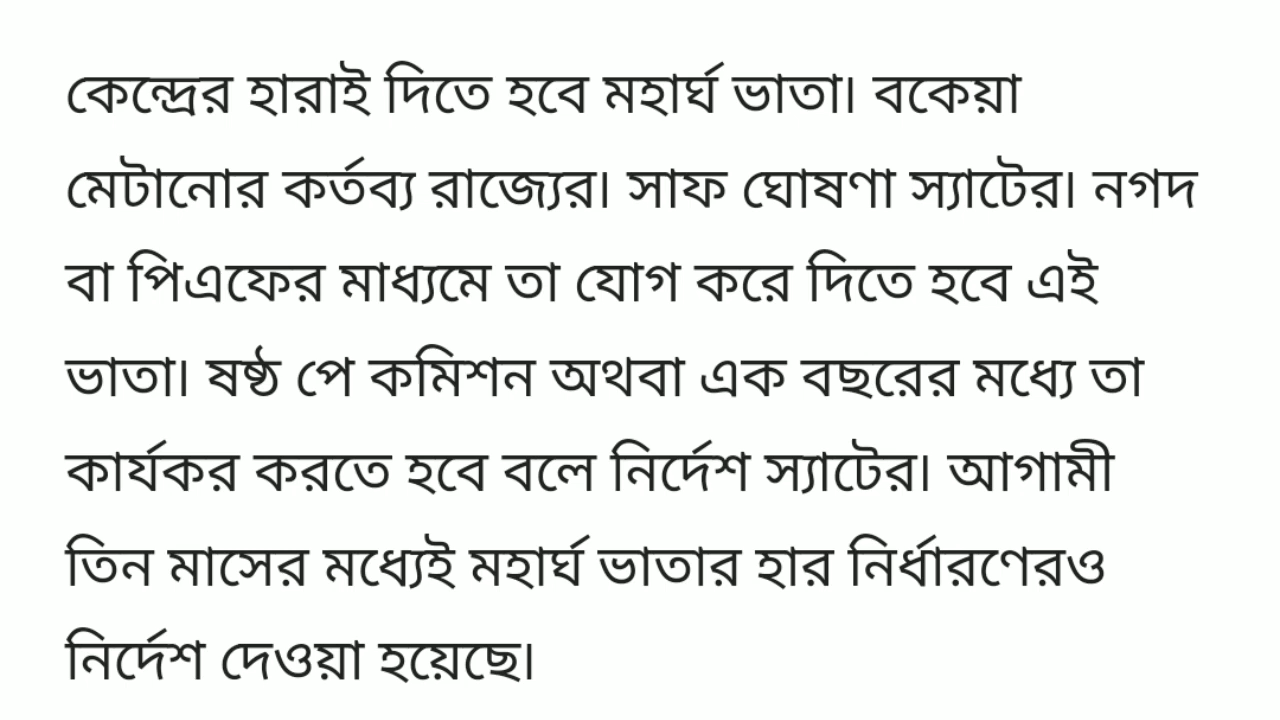 কেন্দ্রের হারাই দিতে হবে মহার্ঘ ভাতা। বকেয়া
মেটানোর কর্তব্য রাজ্যের। সাফ ঘোষণা স্যাটের। নগদ
বা পিএফের মাধ্যমে তা যোগ করে দিতে হবে এই
ভাতা। ষষ্ঠ পে কমিশন অথবা এক বছরের মধ্যে তা
কার্যকর করতে হবে বলে নির্দেশ স্যাটের। আগামী
তিন মাসের মধ্যেই মহার্ঘ ভাতার হার নির্ধারণেরও
নির্দেশ দেওয়া হয়েছে।